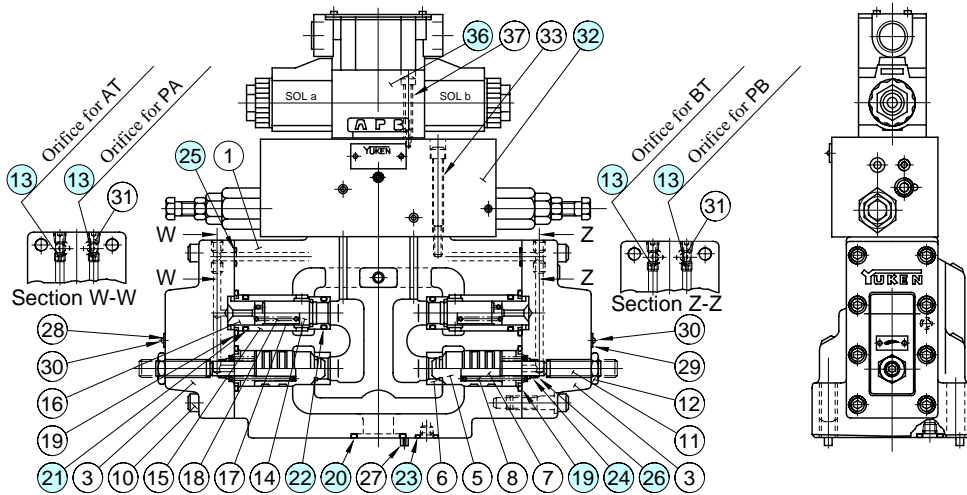 36 37 33 32
SOL a SOL b
Orifice for AT
Orifice for PA
Orifice for BT
Orifice for PB
YUKEN
13 13 25 1 13 13
31 31
W Z
W Z
Section W-W
Section Z-Z
YUKEN
28 30
30 29
16 12
19 11
21 3 10 15 18 17 14 22 20 27 23 6 5 8 7 19 24 26 3